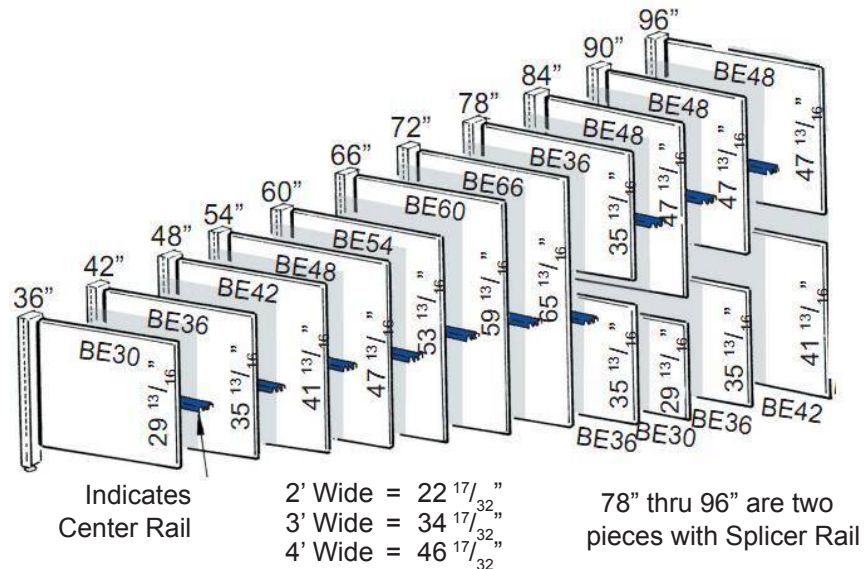 96”
BE48
47 13/16”
90”
BE48
47 13/16”
84”
BE48
47 13/16”
78”
BE36
35 13/16”
72”
BE66
65 13/16”
66”
BE60
59 13/16”
60”
BE54
53 13/16”
54”
BE48
47 13/16”
48”
BE42
41 13/16”
42”
BE36
35 13/16”
36”
BE30
29 13/16”
35 13/16”
BE36
29 13/16”
BE30
35 13/16”
BE36
41 13/16”
BE42
Indicates
Center Rail
2’ Wide = 22 17/32”
3’ Wide = 34 17/32”
4’ Wide = 46 17/32”
78” thru 96” are two
pieces with Splicer Rail